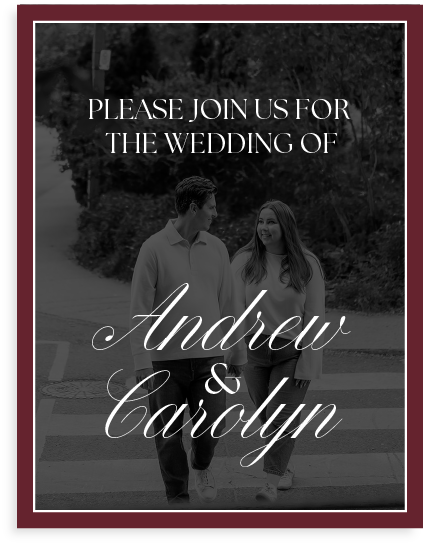 PLEASE JOIN US FOR
THE WEDDING OF
Andrew
&
Carolyn